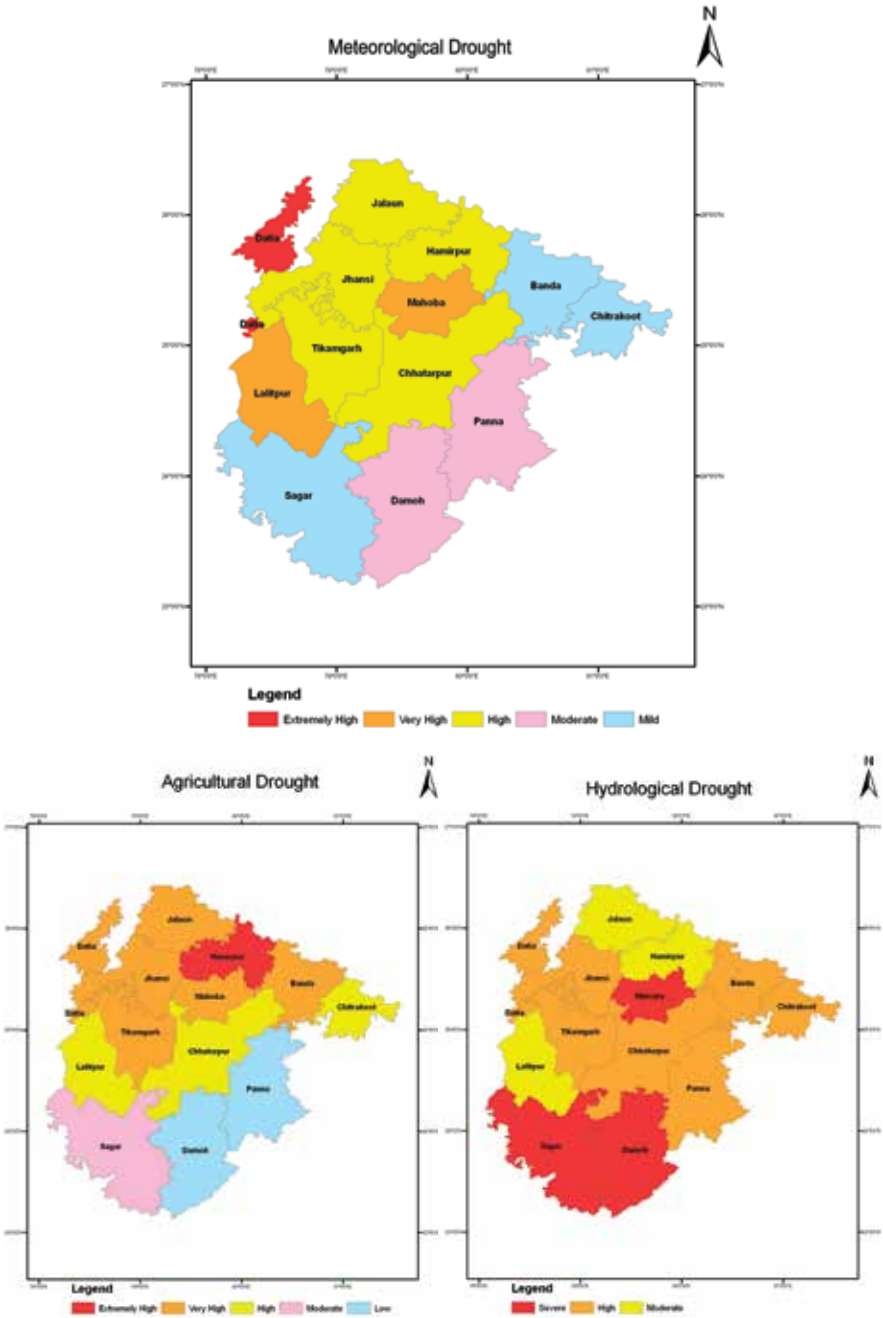 N
Meteorological Drought
Jalaun
Datia
Hamirpur
Jhansi
Banda
Mahoba
Chitrakoot
Datia
Tikamgarh
Chhatarpur
Lalitpur
Panna
Sagar
Damoh
Legend
Extremely High Very High High Moderate Mild
N
Agricultural Drought
Jalaun
Datia
Hamirpur
Jhansi
Banda
Mahoba
Chitrakoot
Datia
Tikamgarh
Chhatarpur
Lalitpur
Panna
Sagar
Damoh
Legend
Extremely High Very High High Moderate Low
N
Hydrological Drought
Jalaun
Datia
Hamirpur
Jhansi
Banda
Mahoba
Chitrakoot
Datia
Tikamgarh
Chhatarpur
Lalitpur
Panna
Sagar
Damoh
Legend
Severe High Moderate